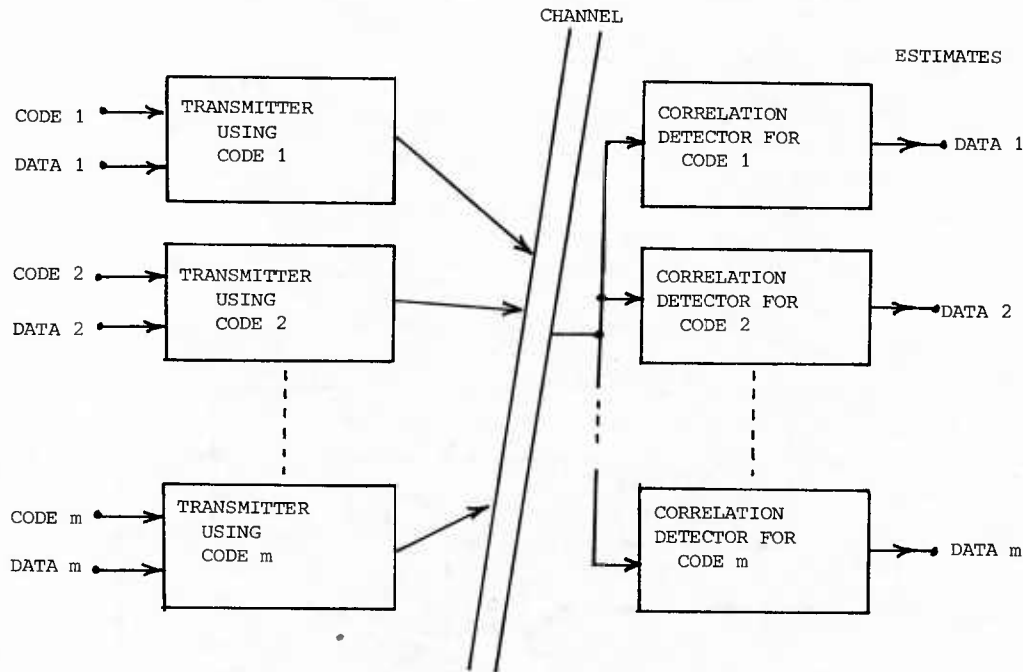 CHANNEL
ESTIMATES
CODE 1
DATA 1
TRANSMITTER
USING
CODE 1
CORRELATION
DETECTOR FOR
CODE 1
DATA 1
CODE 2
DATA 2
TRANSMITTER
USING
CODE 2
CORRELATION
DETECTOR FOR
CODE 2
DATA 2
CODE m
DATA m
TRANSMITTER
USING
CODE m
CORRELATION
DETECTOR FOR
CODE m
DATA m